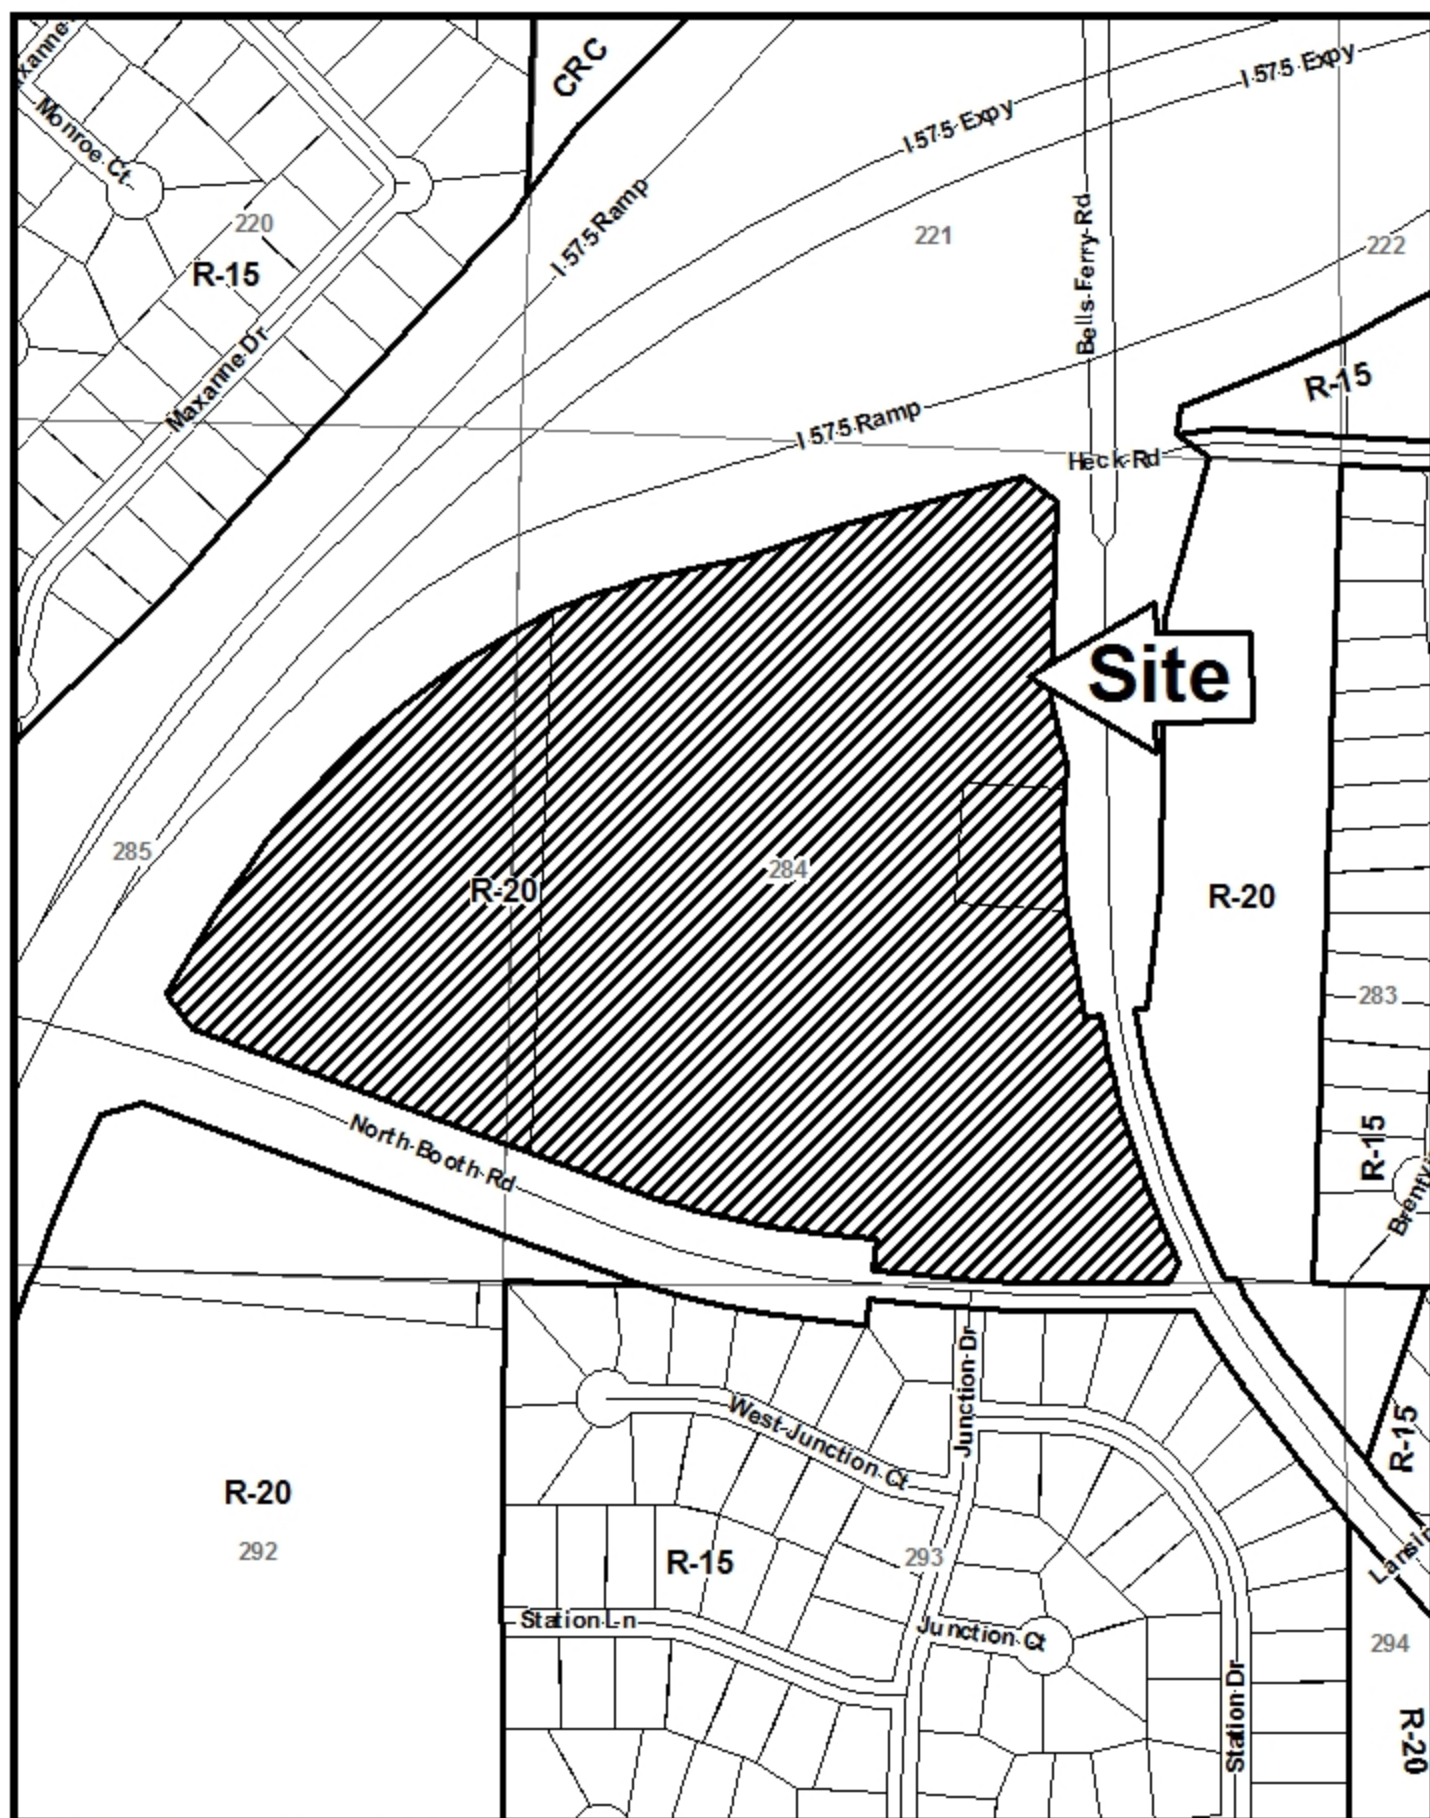 CRC
I 575 Expy
I 575 Expy
Monroe Ct
I 575 Ramp
220
221
222
R-15
Bells Ferry Rd
Maxanne Dr
R-15
I 575 Ramp
Heck Rd
Site
285
284
R-20
R-20
283
North Booth Rd
R-15
Junction Dr
West Junction Ct
R-15
R-20
292
R-15
293
Station Ln
Junction Ct
294
Station Dr
R-20